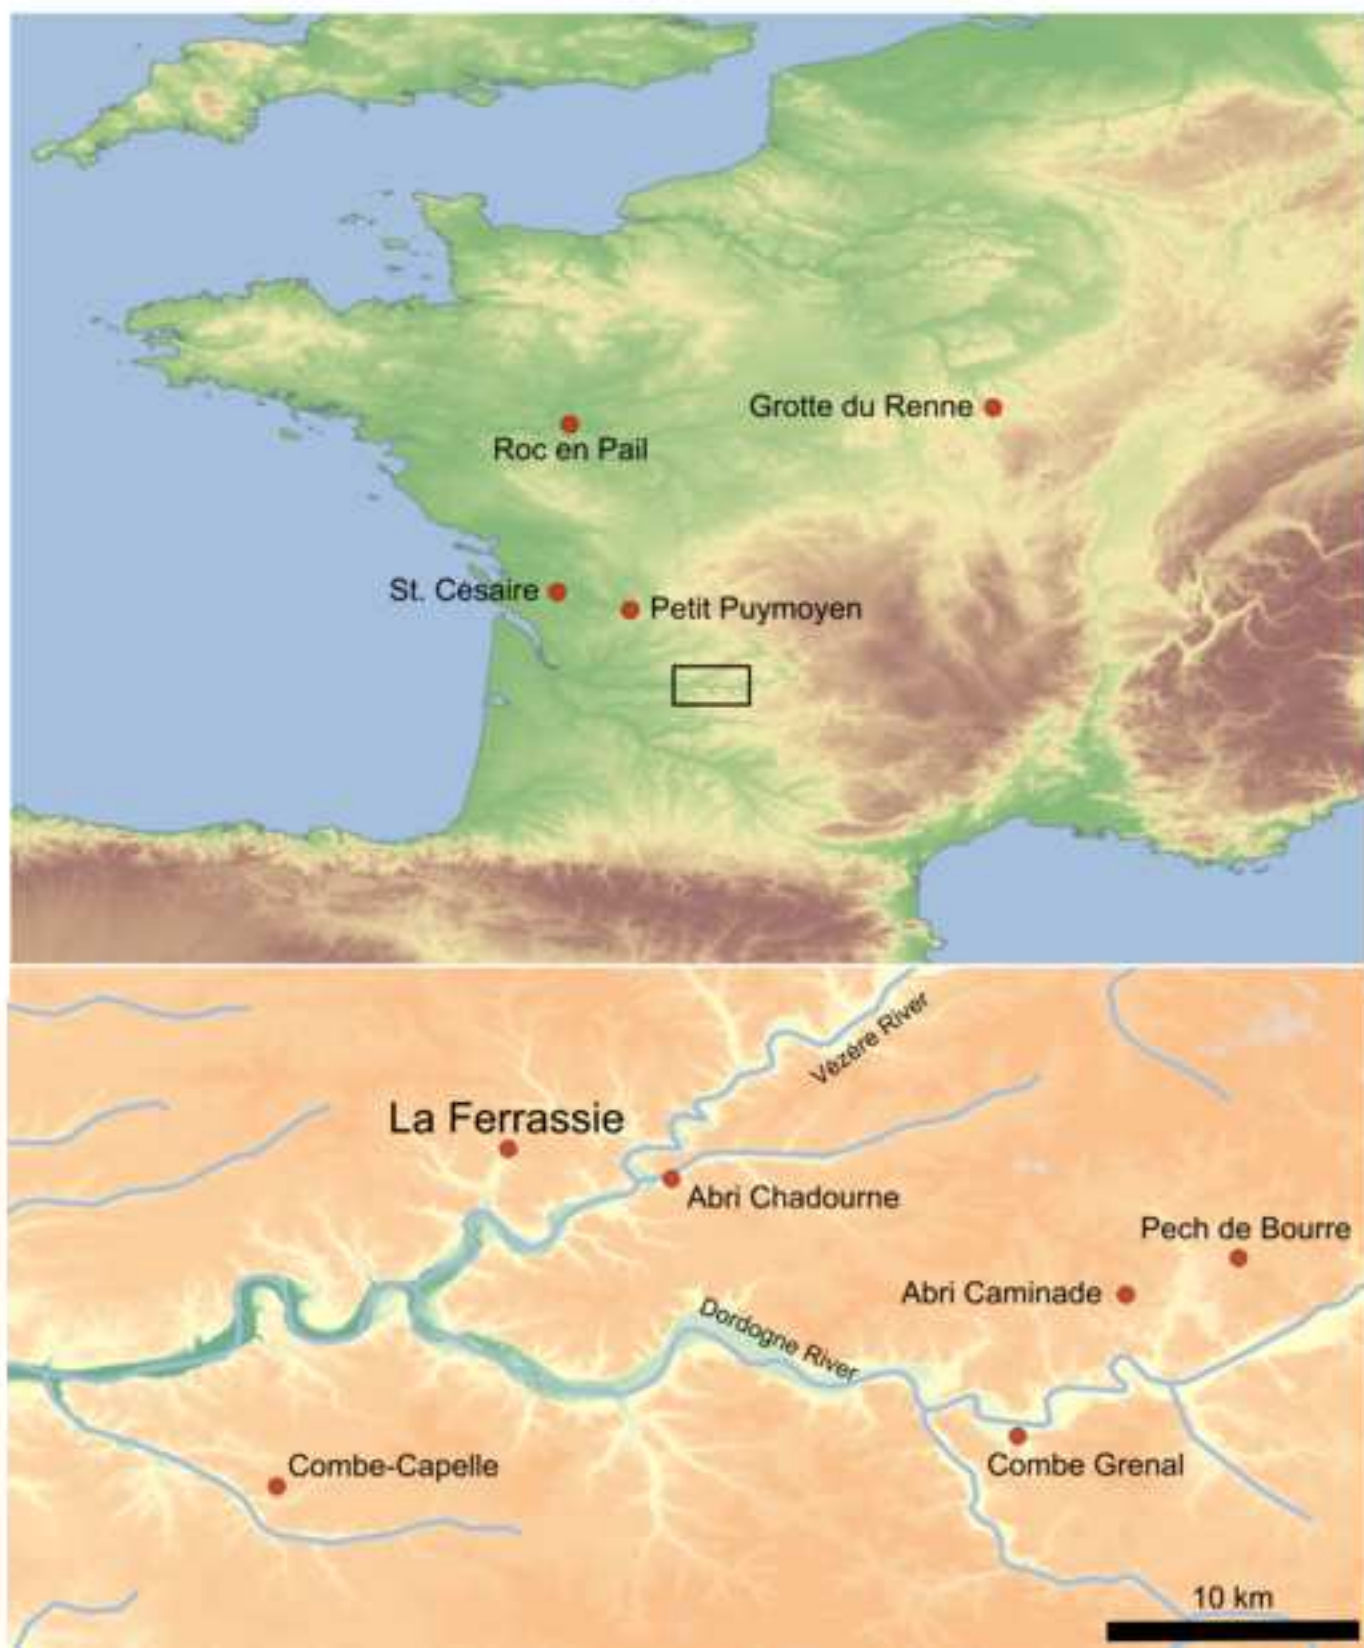 Grotte du Renne
Roc en Pail
St. Césaire
Petit Puymoyen
Vézère River
La Ferrassie
Abri Chadourne
Pech de Bourre
Abri Caminade
Dordogne River
Combe-Capelle
Combe Grenal
10 km